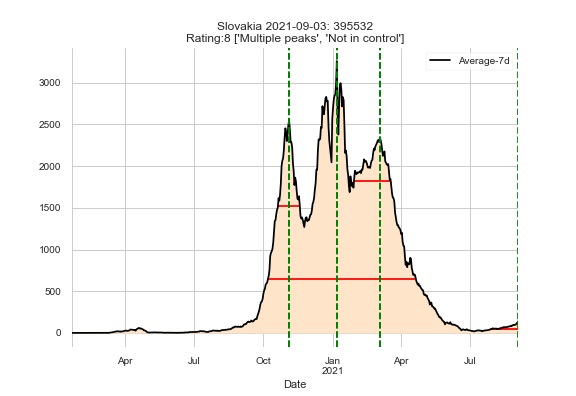 Slovakia 2021-09-03: 395532
Rating:8 ['Multiple peaks', 'Not in control']
Average-7d
3000
2500
2000
1500
1000
500
0
Apr Jul Oct Jan Apr Jul
2021
Date